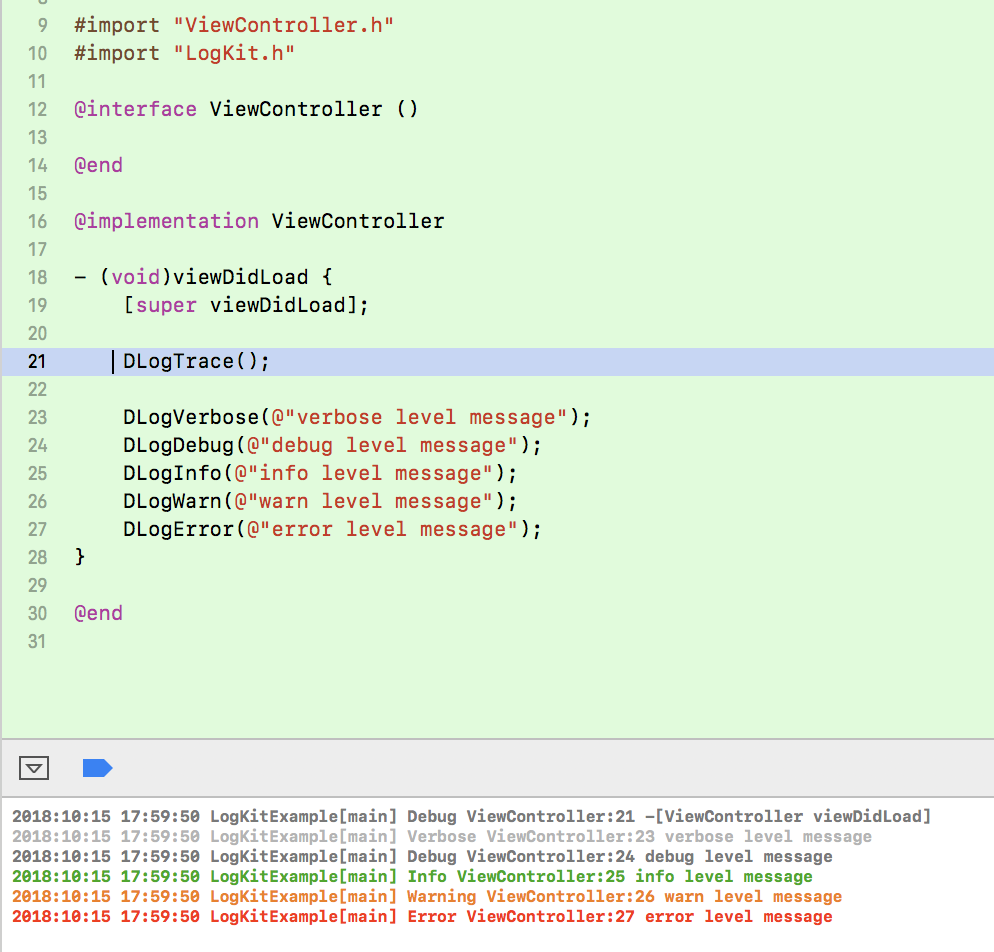 9 #import "ViewController.h"
10 #import "LogKit.h"
11
12 @interface ViewController ()
13
14 @end
15
16 @implementation ViewController
17
18 - (void)viewDidLoad {
19     [super viewDidLoad];
20
21     DLogTrace();
22
23     DLogVerbose(@"verbose level message");
24     DLogDebug(@"debug level message");
25     DLogInfo(@"info level message");
26     DLogWarn(@"warn level message");
27     DLogError(@"error level message");
28 }
29
30 @end
31
2018:10:15 17:59:50 LogKitExample[main] Debug ViewController:21 -[ViewController viewDidLoad]
2018:10:15 17:59:50 LogKitExample[main] Verbose ViewController:23 verbose level message
2018:10:15 17:59:50 LogKitExample[main] Debug ViewController:24 debug level message
2018:10:15 17:59:50 LogKitExample[main] Info ViewController:25 info level message
2018:10:15 17:59:50 LogKitExample[main] Warning ViewController:26 warn level message
2018:10:15 17:59:50 LogKitExample[main] Error ViewController:27 error level message